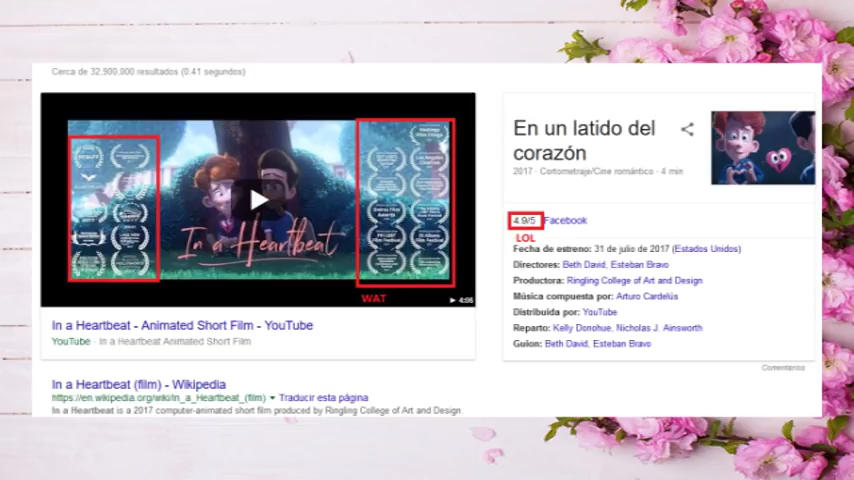 Cerca de 32,900,000 resultados (0.41 segundos)
In a Heartbeat
WAT
4:06
In a Heartbeat - Animated Short Film - YouTube
YouTube · In a Heartbeat Animated Short Film
In a Heartbeat (film) - Wikipedia
https://en.wikipedia.org/wiki/In_a_Heartbeat_(film) ▾ Traducir esta página
In a Heartbeat is a 2017 computer-animated short film produced by Ringling College of Art and Design
En un latido del
corazón
2017 · Cortometraje/Cine romántico · 4 min
4.9/5 Facebook
LOL
Fecha de estreno: 31 de julio de 2017 (Estados Unidos)
Directores: Beth David, Esteban Bravo
Productora: Ringling College of Art and Design
Música compuesta por: Arturo Cardelús
Distribuida por: YouTube
Reparto: Kelly Donohue, Nicholas J. Ainsworth
Guion: Beth David, Esteban Bravo
Comentarios